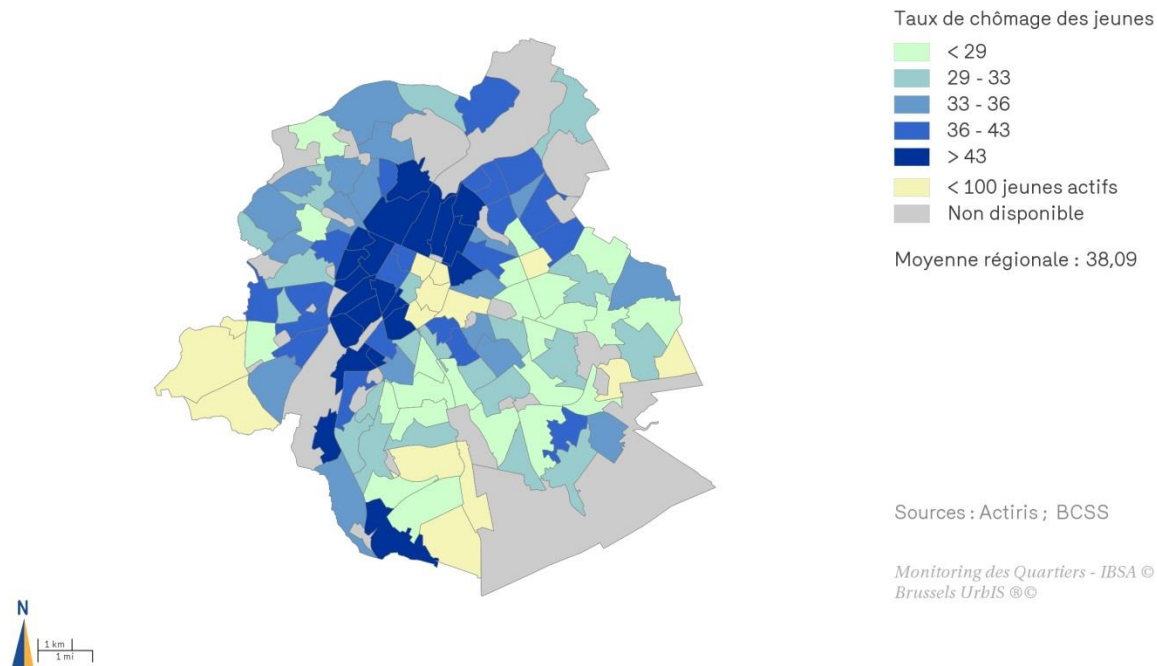 Taux de chômage des jeunes
< 29
29 - 33
33 - 36
36 - 43
> 43
< 100 jeunes actifs
Non disponible
Moyenne régionale : 38,09
Sources : Actiris ; BCSS
Monitoring des Quartiers - IBSA ©
Brussels UrbIS ®©
N
1 km
1 mi